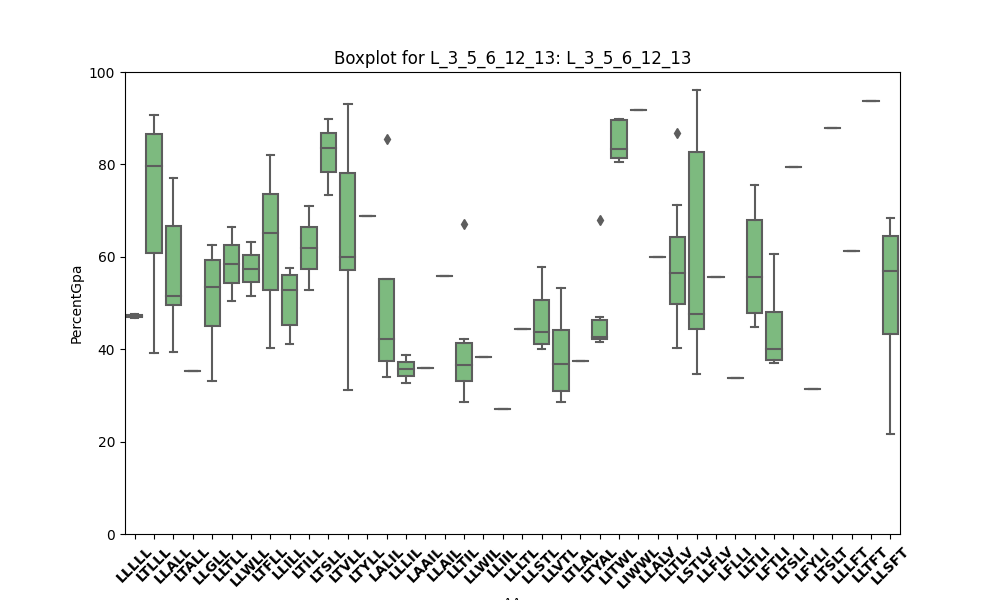 Boxplot for L_3_5_6_12_13: L_3_5_6_12_13
PercentGpa
100
80
60
40
20
0
LLLLL
LTLLL
LLALL
LTALL
LLGLL
LLTLL
LLWLL
LTFLL
LLILL
LTILL
LTSLL
LTVLL
LTYLL
LALIL
LLLIL
LAAIL
LLAIL
LLTIL
LLWIL
LLIIL
LLLTL
LLSTL
LLVTL
LTLAL
LTYAL
LITWL
LIWWL
LLALV
LLTLV
LSTLV
LLFLV
LFLLI
LLTLI
LFTLI
LTSLI
LFYLI
LTSLT
LLLFT
LLTFT
LLSFT